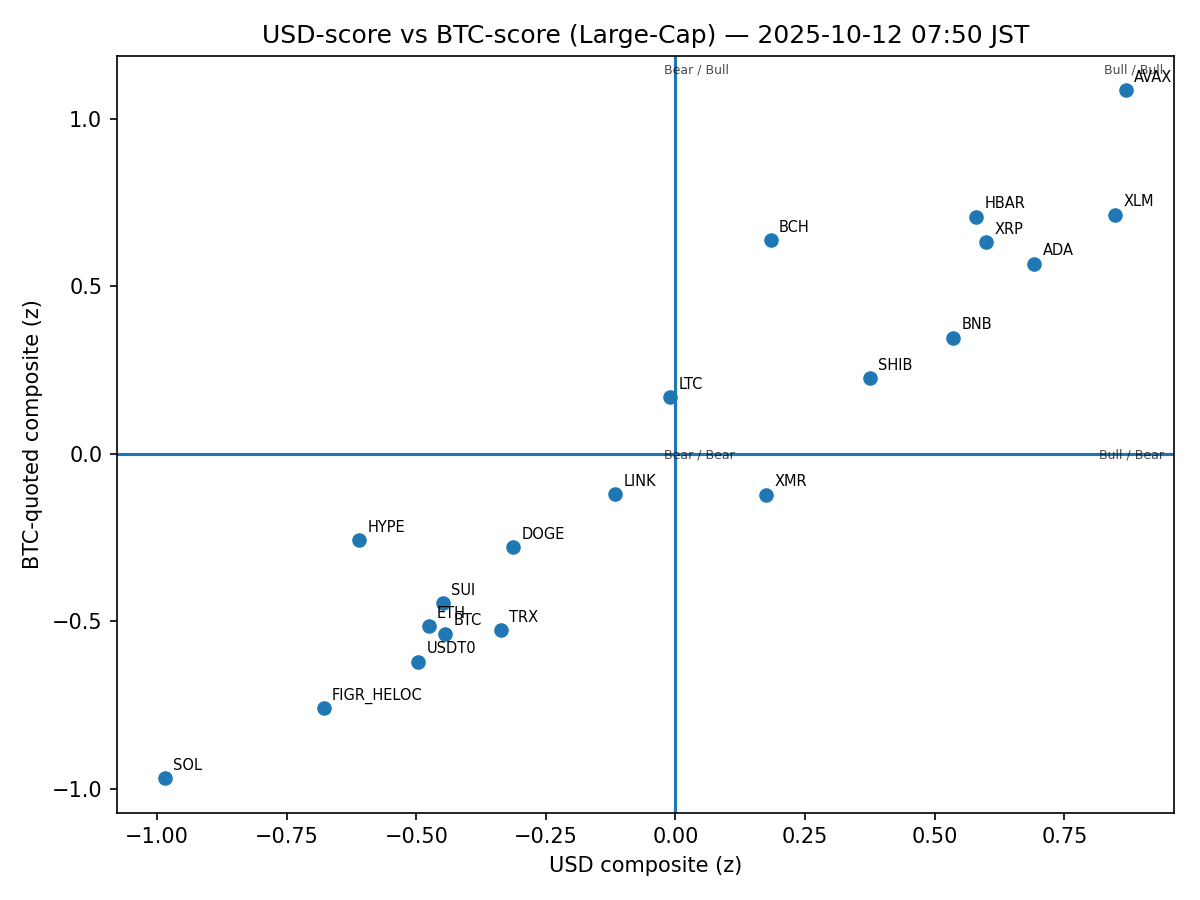 USD-score vs BTC-score (Large-Cap) — 2025-10-12 07:50 JST
Bear / Bull
Bull / Bull
AVAX
1.0
XLM
HBAR
BCH
XRP
ADA
0.5
BNB
SHIB
LTC
0.0
Bear / Bear
Bull / Bear
LINK
XMR
HYPE
DOGE
SUI
ETH
BTC
TRX
−0.5
USDT0
FIGR_HELOC
SOL
−1.0
BTC-quoted composite (z)
−1.00
−0.75
−0.50
−0.25
0.00
0.25
0.50
0.75
USD composite (z)